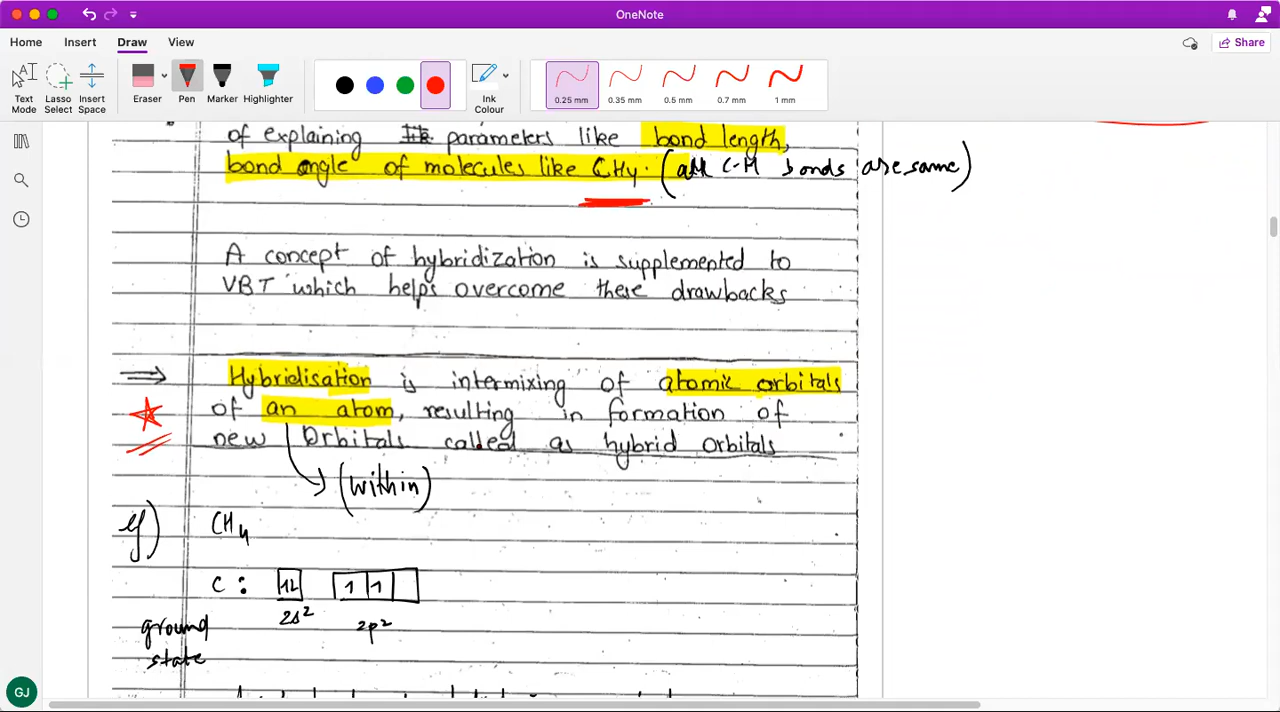 OneNote
Home Insert Draw View
Share
Text Mode
Lasso Select
Insert Space
Eraser
Pen
Marker
Highlighter
Ink Colour
0.25 mm
0.35 mm
0.5 mm
0.7 mm
1 mm
of explaining parameters like bond length,
bond angle of molecules like CH4. (all C-H bonds are same)
A concept of hybridization is supplemented to
VBT which helps overcome these drawbacks
⇒ Hybridisation is intermixing of atomic orbitals
of an atom, resulting in formation of
new Orbitals called as hybrid orbitals
(within)
eg) CH4
C : 1L 1 1
2s² 2p²
ground
state
GJ